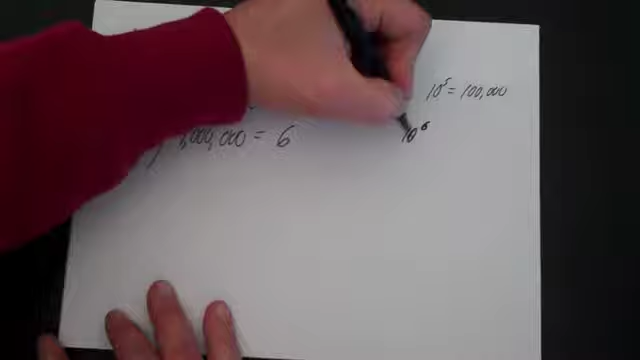 10⁵ = 100,000
,000,000 = 6
10⁶